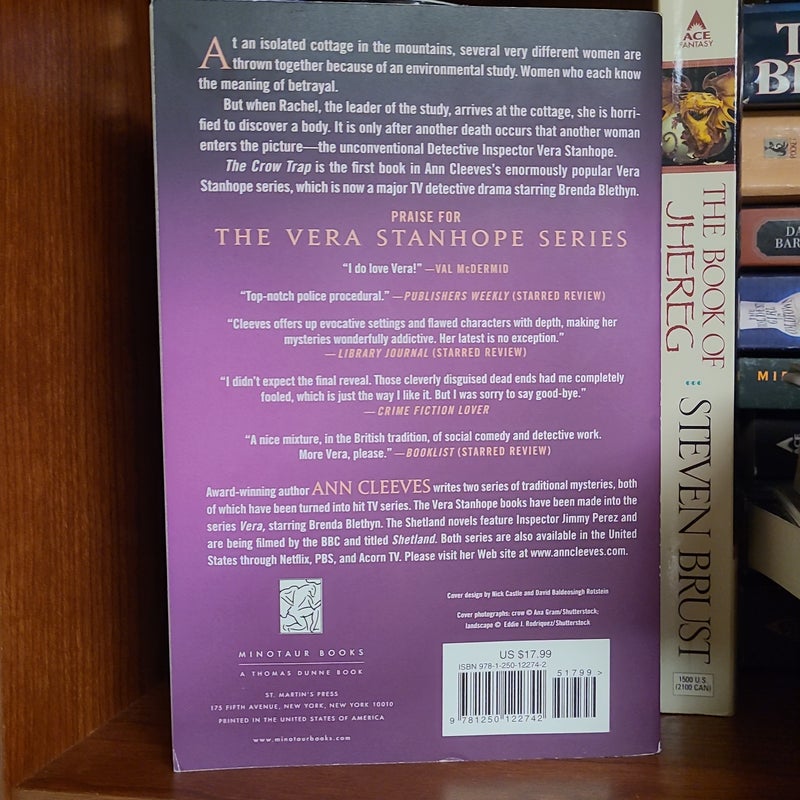 At an isolated cottage in the mountains, several very different women are
thrown together because of an environmental study. Women who each know
the meaning of betrayal.
But when Rachel, the leader of the study, arrives at the cottage, she is horri-
fied to discover a body. It is only after another death occurs that another woman
enters the picture—the unconventional Detective Inspector Vera Stanhope.
The Crow Trap is the first book in Ann Cleeves's enormously popular Vera
Stanhope series, which is now a major TV detective drama starring Brenda Blethyn.
PRAISE FOR
THE VERA STANHOPE SERIES
"I do love Vera!" —VAL McDERMID
"Top-notch police procedural." —PUBLISHERS WEEKLY (STARRED REVIEW)
"Cleeves offers up evocative settings and flawed characters with depth, making her
mysteries wonderfully addictive. Her latest is no exception."
—LIBRARY JOURNAL (STARRED REVIEW)
"I didn't expect the final reveal. Those cleverly disguised dead ends had me completely
fooled, which is just the way I like it. But I was sorry to say good-bye."
—CRIME FICTION LOVER
"A nice mixture, in the British tradition, of social comedy and detective work.
More Vera, please." —BOOKLIST (STARRED REVIEW)
Award-winning author ANN CLEEVES writes two series of traditional mysteries, both
of which have been turned into hit TV series. The Vera Stanhope books have been made into the
series Vera, starring Brenda Blethyn. The Shetland novels feature Inspector Jimmy Perez and
are being filmed by the BBC and titled Shetland. Both series are also available in the United
States through Netflix, PBS, and Acorn TV. Please visit her Web site at www.anncleeves.com.
Cover design by Nick Castle and David Baldeosingh Rotstein
Cover photographs: crow © Ana Gram/Shutterstock;
landscape © Eddie J. Rodriquez/Shutterstock
MINOTAUR BOOKS
A THOMAS DUNNE BOOK
ST. MARTIN'S PRESS
175 FIFTH AVENUE, NEW YORK, NEW YORK 10010
PRINTED IN THE UNITED STATES OF AMERICA
www.minotaurbooks.com
US $17.99
ISBN 978-1-250-12274-2
51799 >
9 781250 122742
ACE
FANTASY
THE BOOK OF
JHEREG
STEVEN BRUST
1500 U.S.
(2100 CAN)
POCKET
DA
BAR
ACE